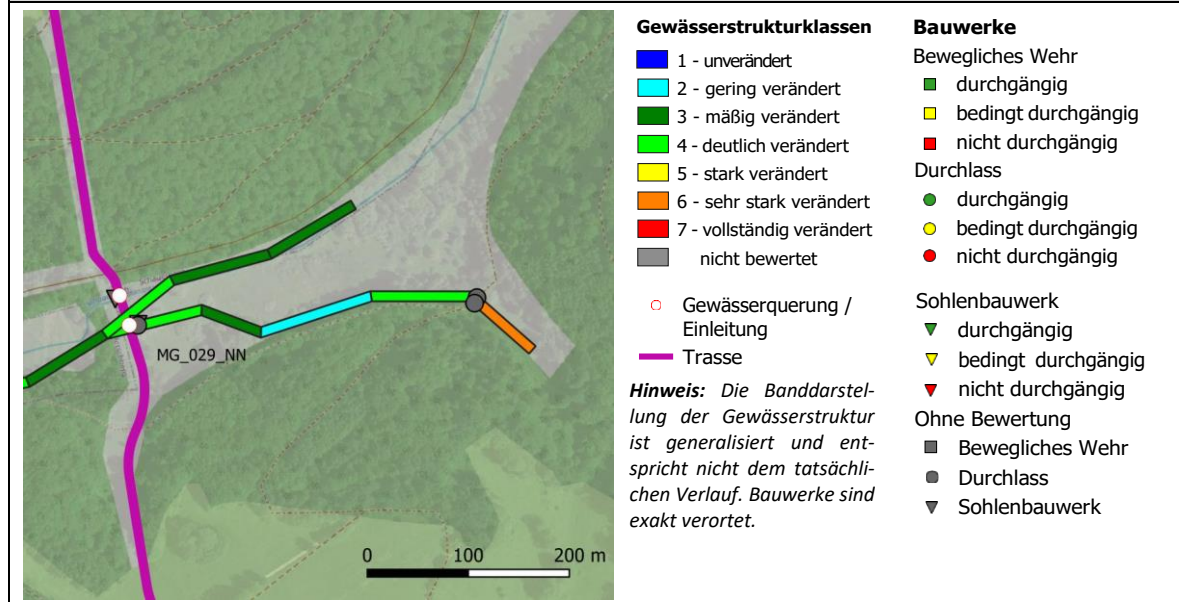 MG_029_NN
0 100 200 m
Gewässerstrukturklassen
1 - unverändert
2 - gering verändert
3 - mäßig verändert
4 - deutlich verändert
5 - stark verändert
6 - sehr stark verändert
7 - vollständig verändert
nicht bewertet
Gewässerquerung /
Einleitung
Trasse
Hinweis: Die Banddarstel-
lung der Gewässerstruktur
ist generalisiert und ent-
spricht nicht dem tatsächli-
chen Verlauf. Bauwerke sind
exakt verortet.
Bauwerke
Bewegliches Wehr
durchgängig
bedingt durchgängig
nicht durchgängig
Durchlass
durchgängig
bedingt durchgängig
nicht durchgängig
Sohlenbauwerk
durchgängig
bedingt durchgängig
nicht durchgängig
Ohne Bewertung
Bewegliches Wehr
Durchlass
Sohlenbauwerk